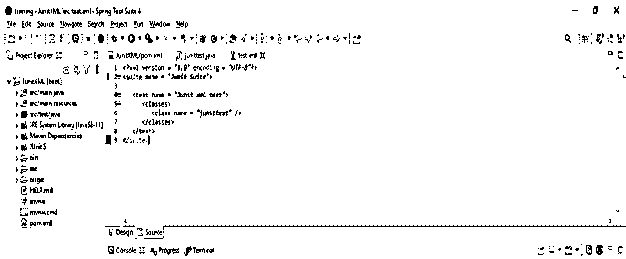 training - JunitXML/test.xml - Spring Tool Suite 4
File Edit Source Navigate Search Project Run Window Help
Project Explorer
JunitXML/pom.xml junittest.java test.xml
JunitXML [boot]
src/main/java
src/main/resources
src/test/java
JRE System Library [JavaSE-11]
Maven Dependencies
JUnit 5
bin
src
target
HELP.md
mvnw
mvnw.cmd
pom.xml
1 <?xml version = "1.0" encoding = "UTF-8"?>
2 <suite name = "Junit Suite">
3
4 <test name = "Junit xml test">
5 <classes>
6 <class name = "junittest" />
7 </classes>
8 </test>
9 </suite>
Design Source
Console Progress Terminal